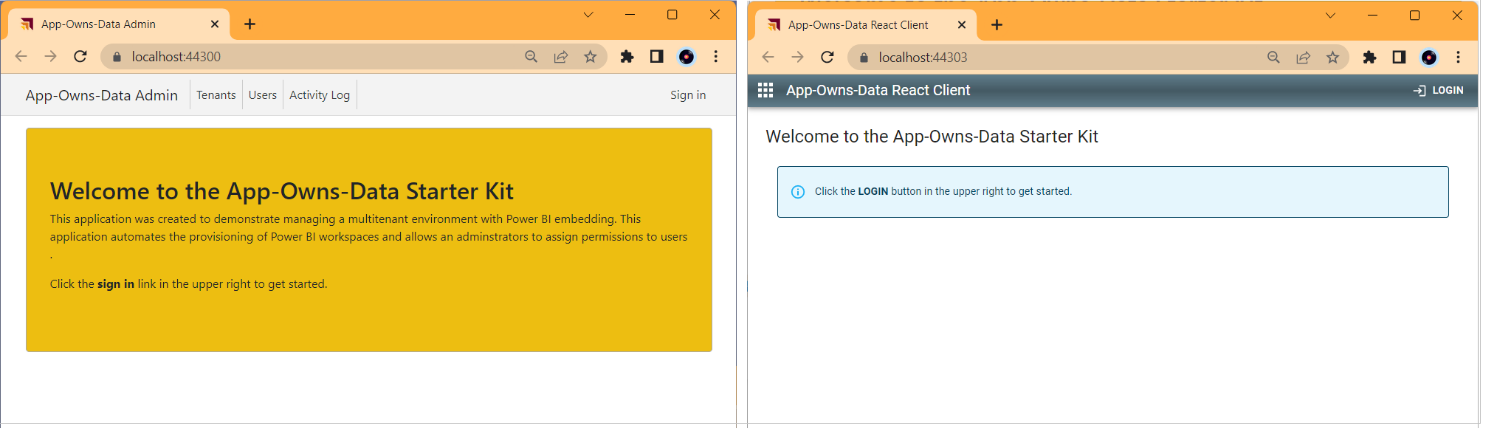 App-Owns-Data Admin
localhost:44300
App-Owns-Data Admin Tenants Users Activity Log Sign in
Welcome to the App-Owns-Data Starter Kit
This application was created to demonstrate managing a multitenant environment with Power BI embedding. This
application automates the provisioning of Power BI workspaces and allows an adminstrators to assign permissions to users
.
Click the sign in link in the upper right to get started.
App-Owns-Data React Client
localhost:44303
App-Owns-Data React Client LOGIN
Welcome to the App-Owns-Data Starter Kit
Click the LOGIN button in the upper right to get started.